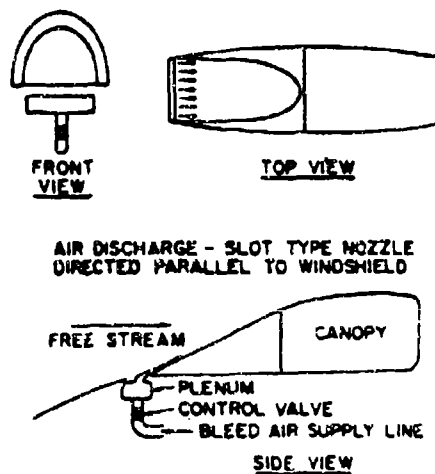 FRONT
VIEW
TOP VIEW
AIR DISCHARGE - SLOT TYPE NOZZLE
DIRECTED PARALLEL TO WINDSHIELD
FREE STREAM
CANOPY
PLENUM
CONTROL VALVE
BLEED AIR SUPPLY LINE
SIDE VIEW